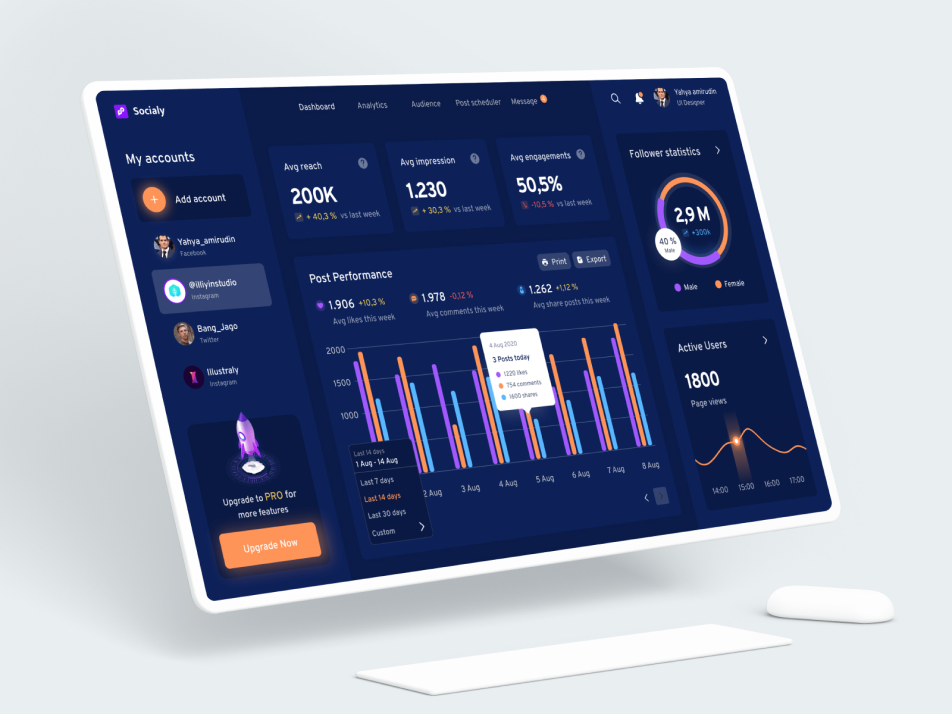 Socialy
Dashboard
Analytics
Audience
Post scheduler
Message
Yahya amirudin
UI Designer
My accounts
+
Add account
Yahya_amirudin
Facebook
@illiyinstudio
Instagram
Bang_Jago
Twitter
Illustraly
Instagram
Upgrade to PRO for
more features
Upgrade Now
Avg reach
?
200K
+ 40,3 % vs last week
Avg impression
?
1.230
+ 30,3 % vs last week
Avg engagements
?
50,5%
-10,5 % vs last week
Post Performance
Print
Export
1.906 +10,3 %
Avg likes this week
1.978 -0,12 %
Avg comments this week
1.262 +1,12 %
Avg share posts this week
2000
1500
1000
4 Aug 2020
3 Posts today
1220 likes
754 comments
1600 shares
Last 14 days
1 Aug - 14 Aug
Last 7 days
Last 14 days
Last 30 days
Custom
2 Aug
3 Aug
4 Aug
5 Aug
6 Aug
7 Aug
8 Aug
Follower statistics
2,9 M
+300k
40 %
Male
Male
Female
Active Users
1800
Page views
14:00
15:00
16:00
17:00